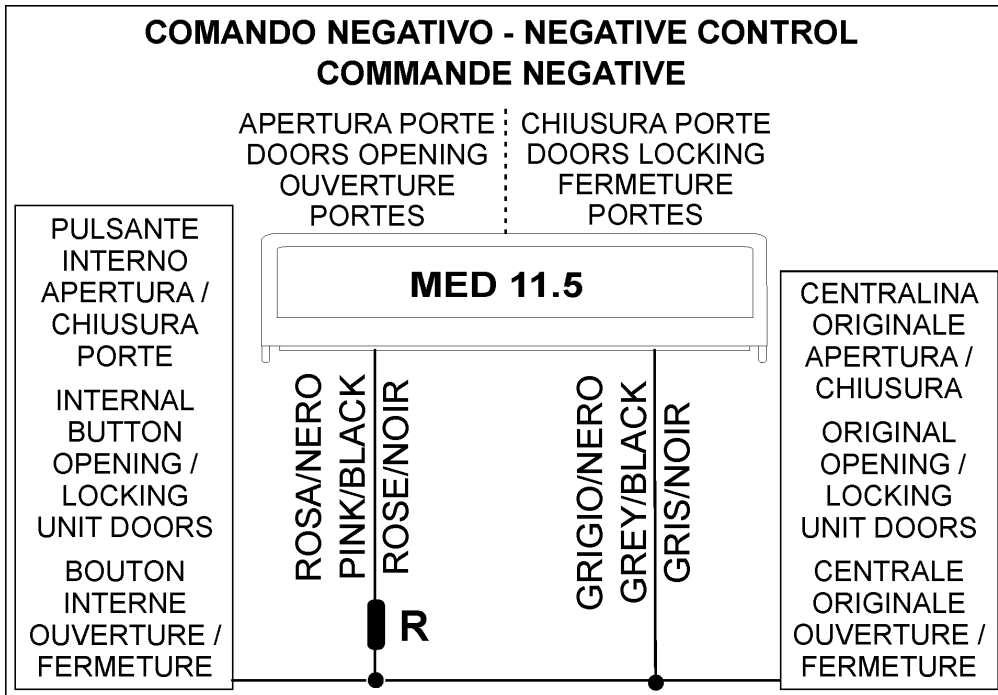 COMANDO NEGATIVO - NEGATIVE CONTROL
COMMANDE NEGATIVE
APERTURA PORTE
DOORS OPENING
OUVERTURE
PORTES
CHIUSURA PORTE
DOORS LOCKING
FERMETURE
PORTES
PULSANTE
INTERNO
APERTURA /
CHIUSURA
PORTE
INTERNAL
BUTTON
OPENING /
LOCKING
UNIT DOORS
BOUTON
INTERNE
OUVERTURE /
FERMETURE
MED 11.5
ROSA/NERO
PINK/BLACK
ROSE/NOIR
R
GRIGIO/NERO
GREY/BLACK
GRIS/NOIR
CENTRALINA
ORIGINALE
APERTURA /
CHIUSURA
ORIGINAL
OPENING /
LOCKING
UNIT DOORS
CENTRALE
ORIGINALE
OUVERTURE /
FERMETURE